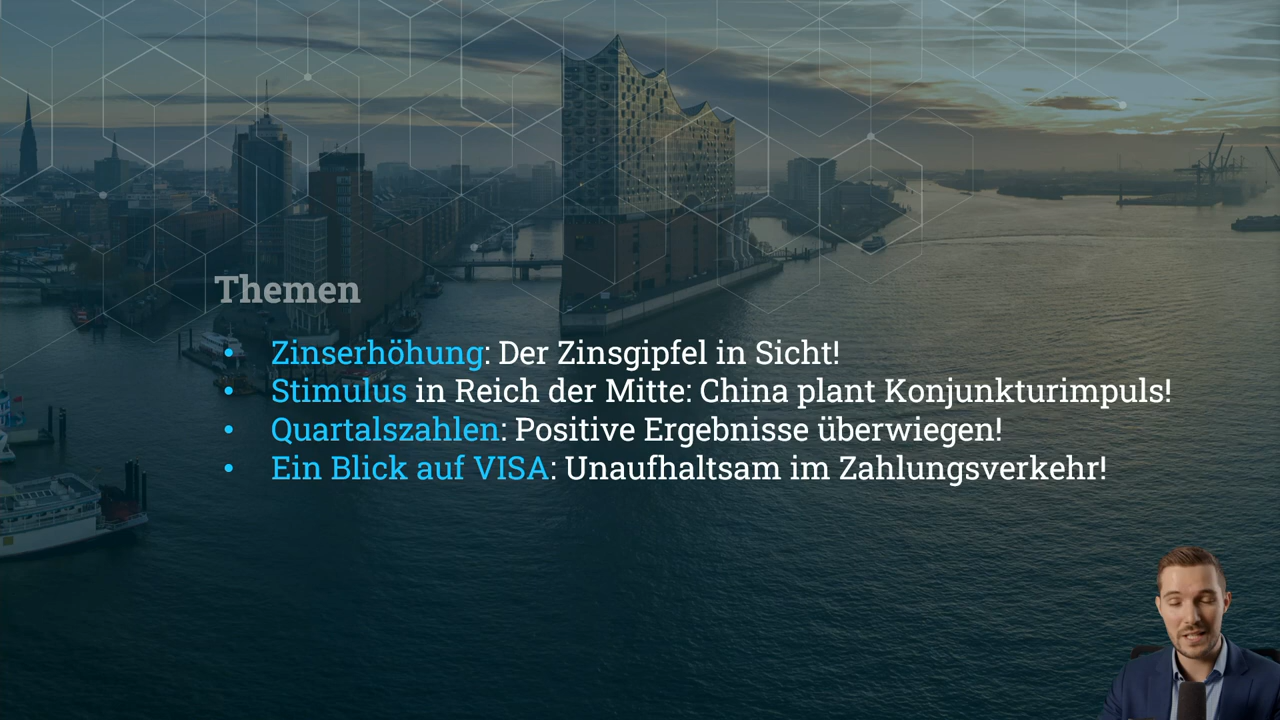 Themen
• Zinserhöhung: Der Zinsgipfel in Sicht!
• Stimulus in Reich der Mitte: China plant Konjunkturimpuls!
• Quartalszahlen: Positive Ergebnisse überwiegen!
• Ein Blick auf VISA: Unaufhaltsam im Zahlungsverkehr!